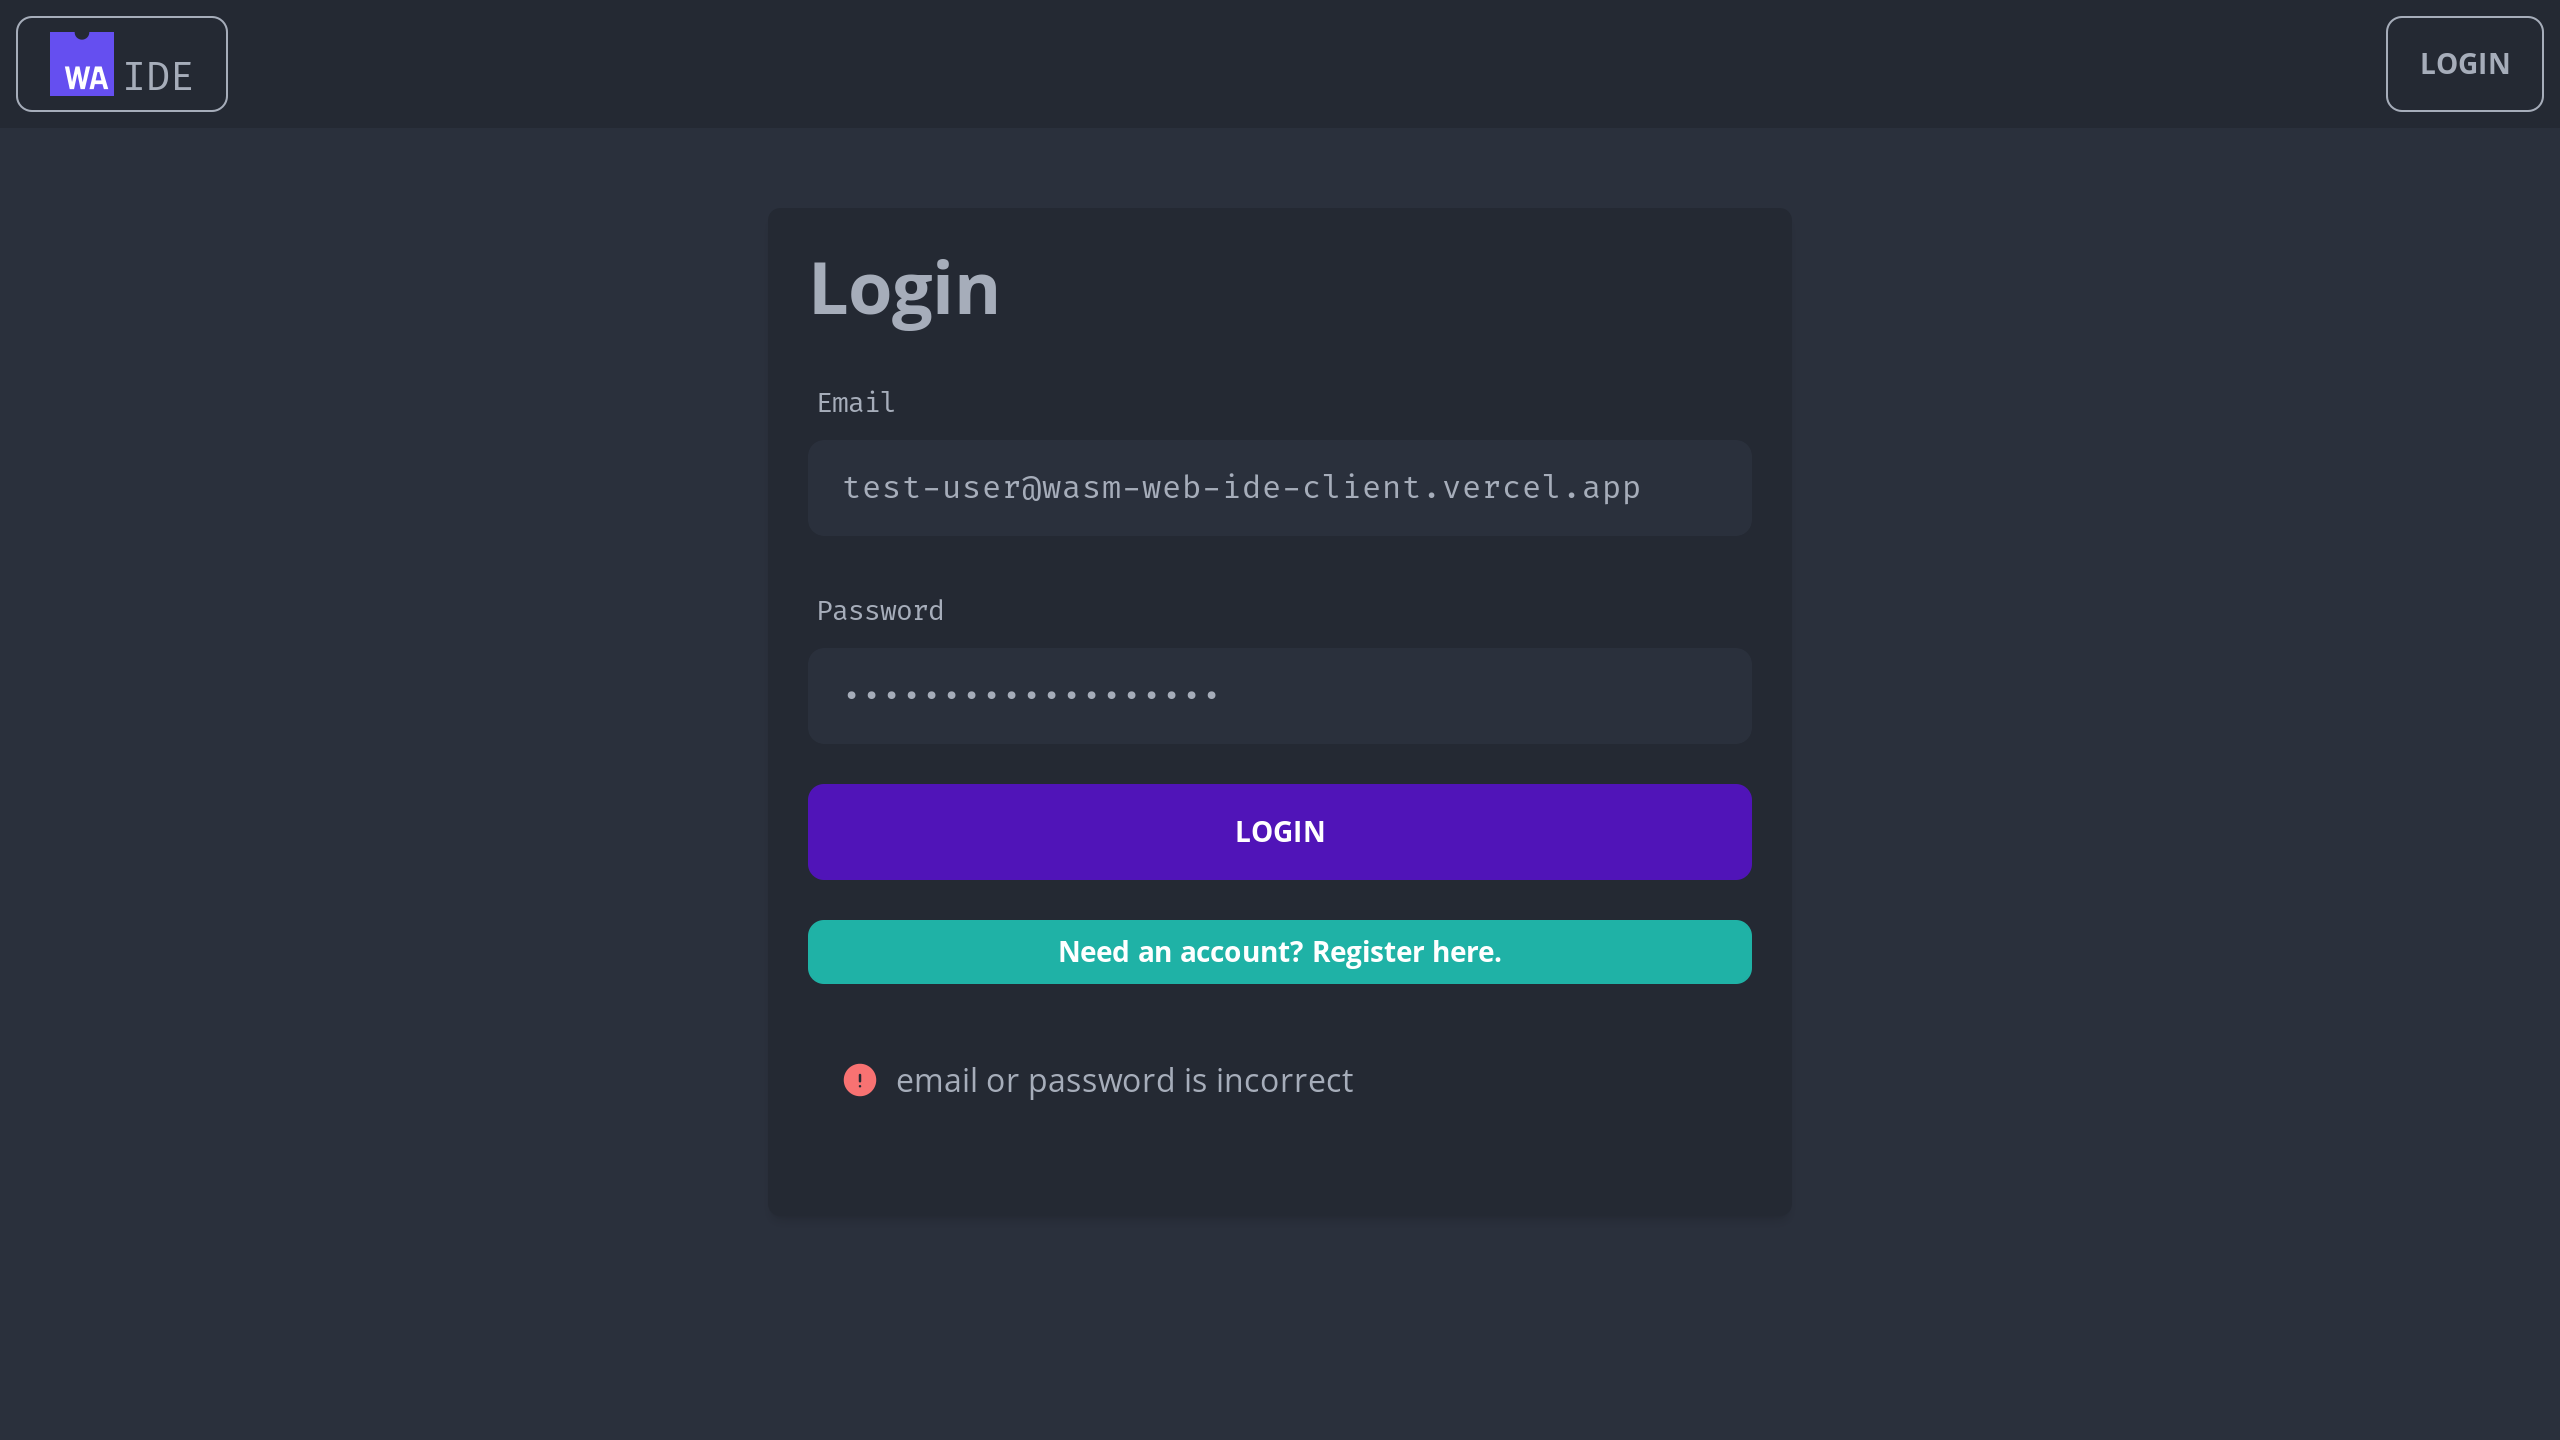 WA IDE
LOGIN
Login
Email
test-user@wasm-web-ide-client.vercel.app
Password
•••••••••••••••••••
LOGIN
Need an account? Register here.
! email or password is incorrect